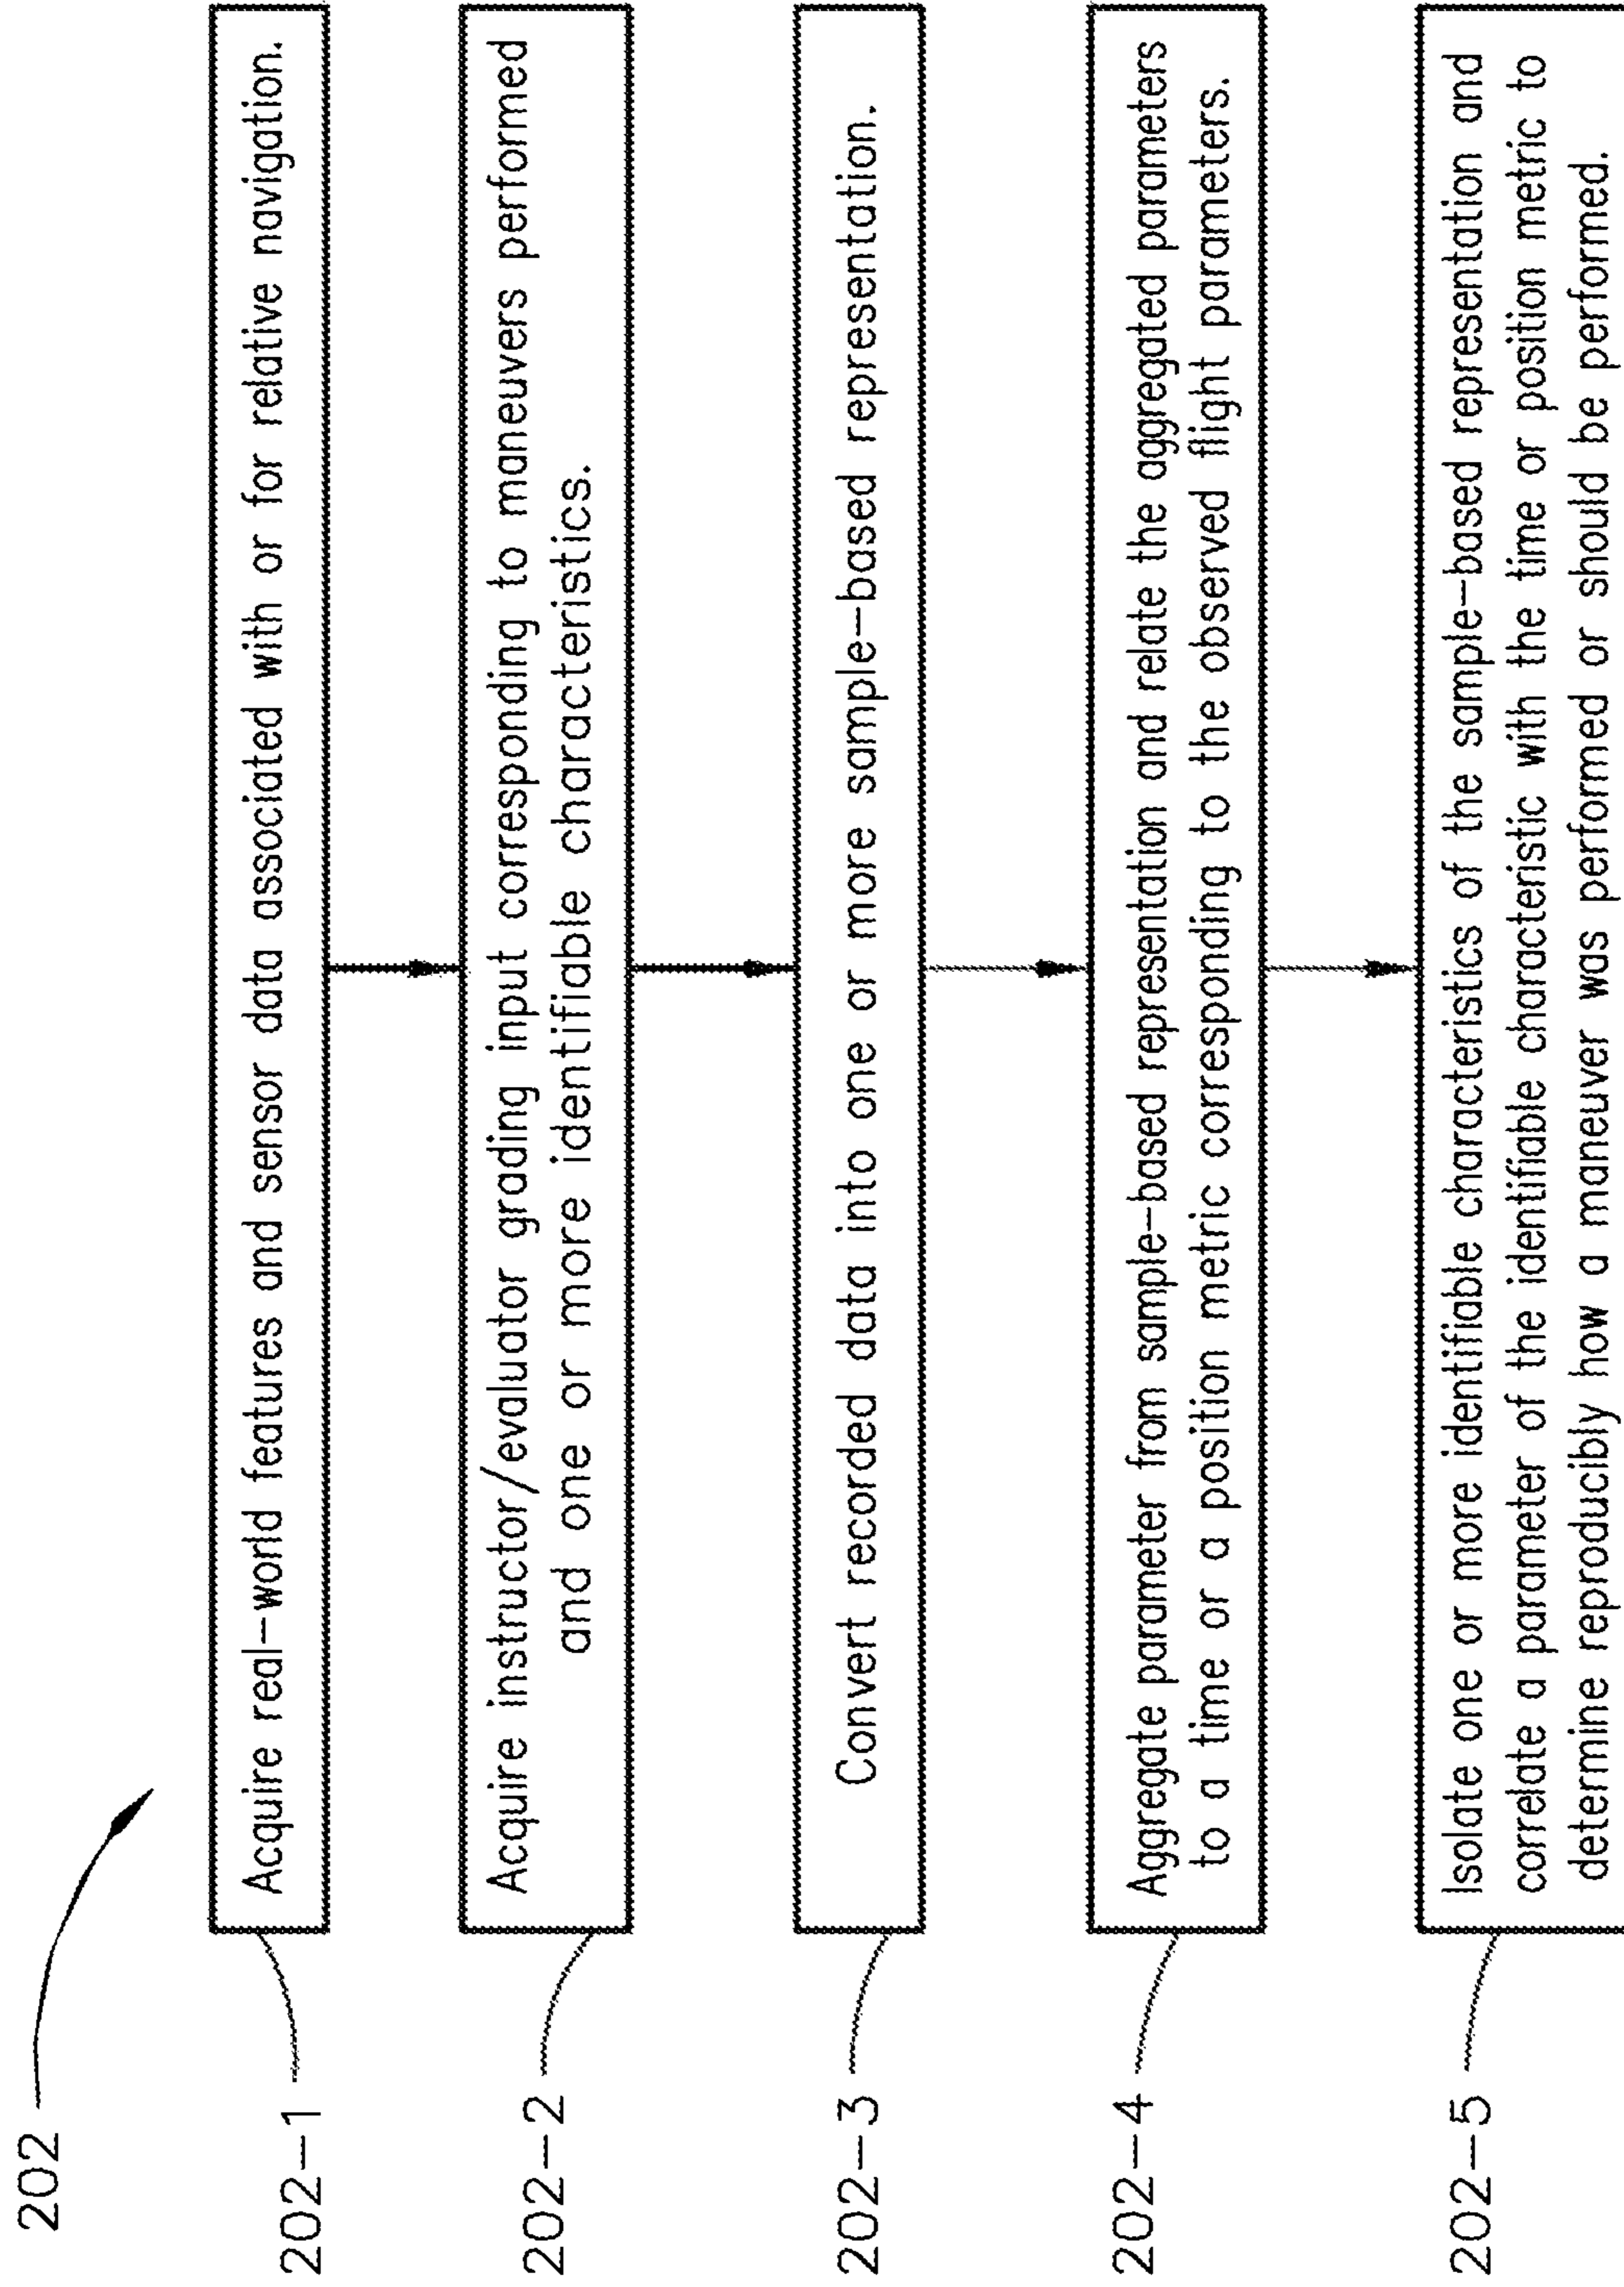 202
202-1
Acquire real-world features and sensor data associated with or for relative navigation.
202-2
Acquire instructor/evaluator grading input corresponding to maneuvers performed
and one or more identifiable characteristics.
202-3
Convert recorded data into one or more sample-based representation.
202-4
Aggregate parameter from sample-based representation and relate the aggregated parameters
to a time or a position metric corresponding to the observed flight parameters.
202-5
Isolate one or more identifiable characteristics of the sample-based representation and
correlate a parameter of the identifiable characteristic with the time or position metric to
determine reproducibly how a maneuver was performed or should be performed.